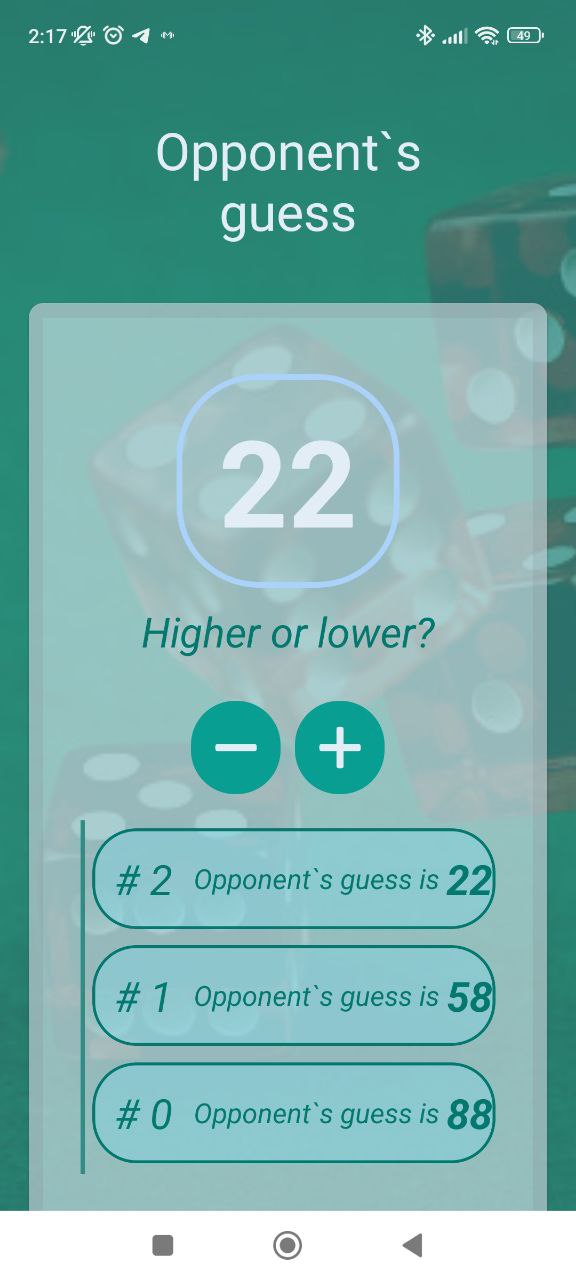 2:17
49
Opponent`s
guess
22
Higher or lower?
# 2 Opponent`s guess is 22
# 1 Opponent`s guess is 58
# 0 Opponent`s guess is 88